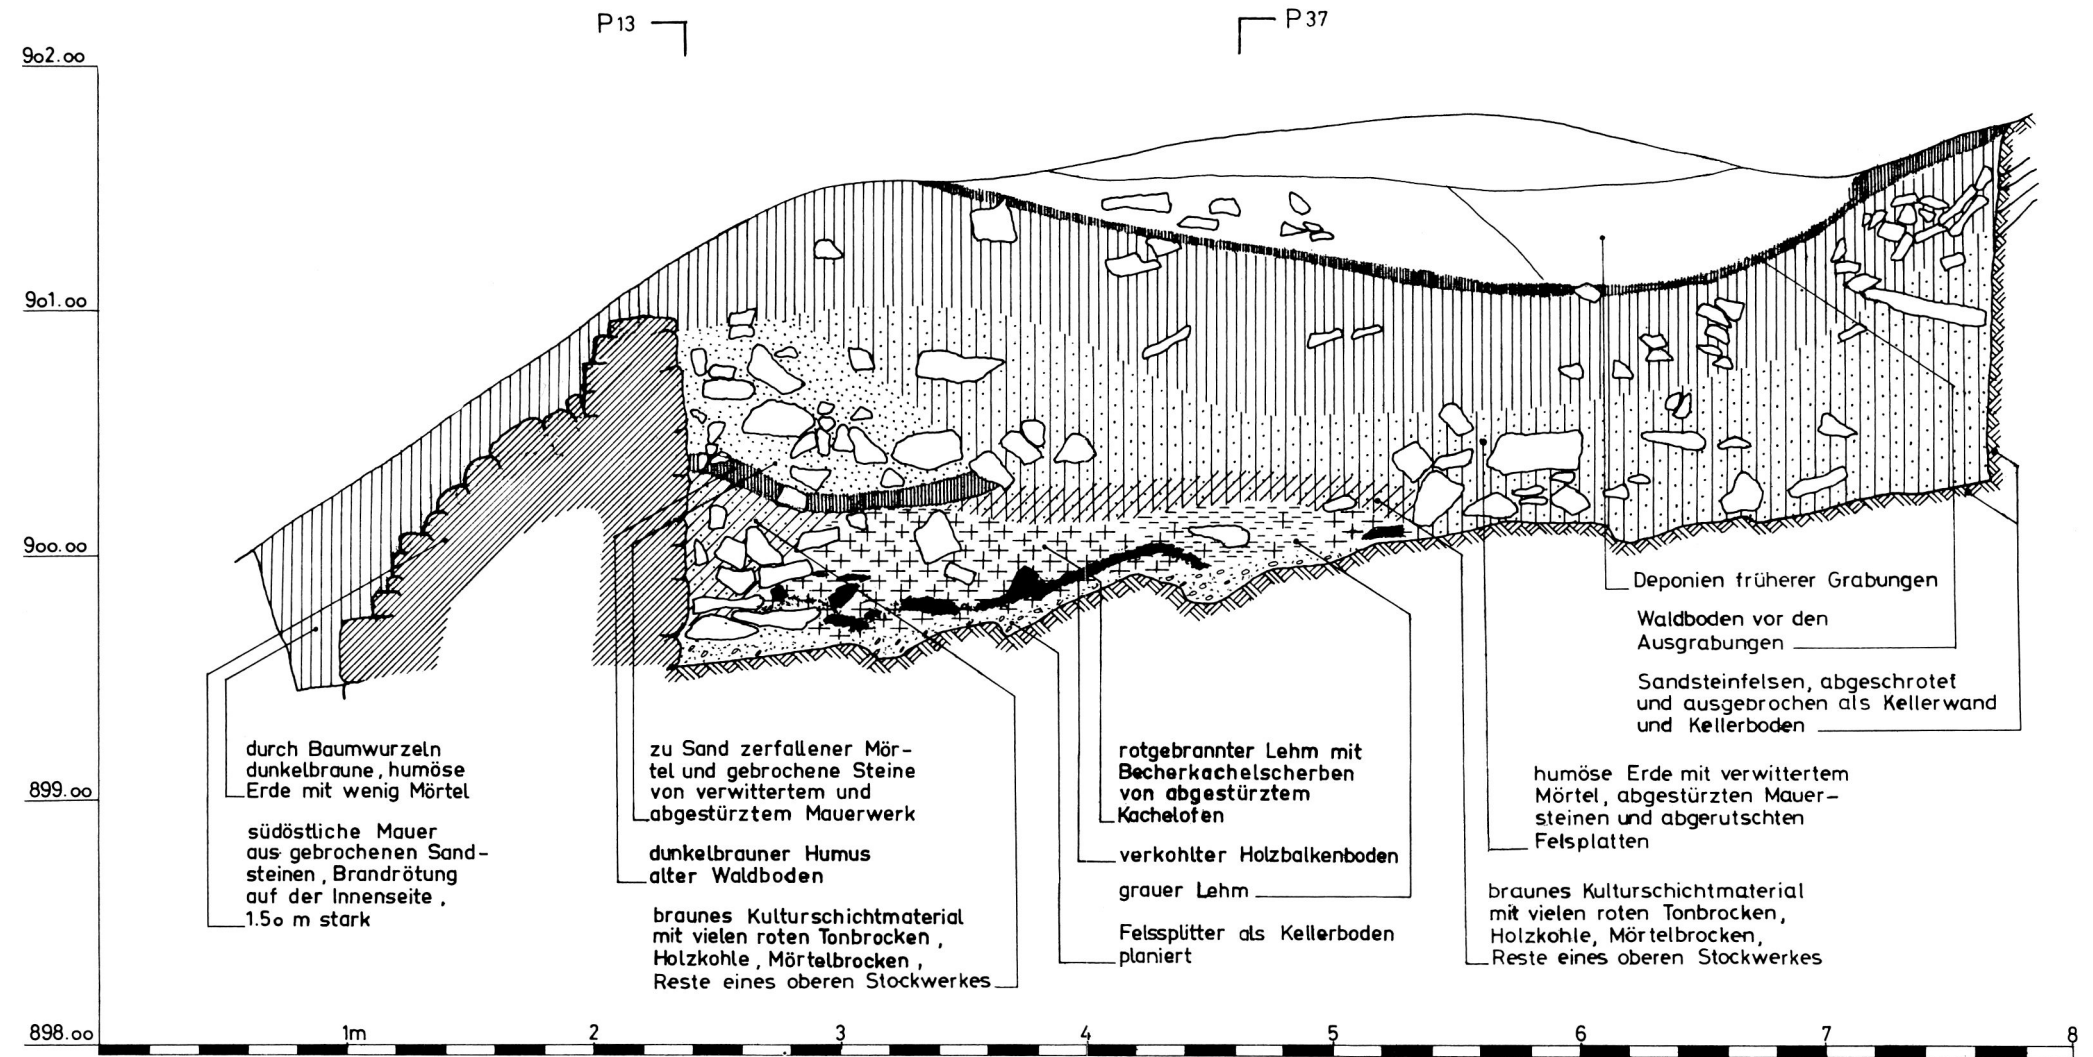 P13
P37
902.00
901.00
900.00
899.00
898.00
durch Baumwurzeln
dunkelbraune, humöse
Erde mit wenig Mörtel
südöstliche Mauer
aus gebrochenen Sand-
steinen, Brandrötung
auf der Innenseite,
1.50 m stark
zu Sand zerfallener Mör-
tel und gebrochene Steine
von verwittertem und
abgestürztem Mauerwerk
dunkelbrauner Humus
alter Waldboden
braunes Kulturschichtmaterial
mit vielen roten Tonbrocken,
Holzkohle, Mörtelbrocken,
Reste eines oberen Stockwerkes
rotgebrannter Lehm mit
Becherkachelscherben
von abgestürztem
Kachelofen
verkohlter Holzbalkenboden
grauer Lehm
Felssplitter als Kellerboden
planiert
Deponien früherer Grabungen
Waldboden vor den
Ausgrabungen
Sandsteinfelsen, abgeschrotet
und ausgebrochen als Kellerwand
und Kellerboden
humöse Erde mit verwittertem
Mörtel, abgestürzten Mauer-
steinen und abgerutschten
Felsplatten
braunes Kulturschichtmaterial
mit vielen roten Tonbrocken,
Holzkohle, Mörtelbrocken,
Reste eines oberen Stockwerkes
1m 2 3 4 5 6 7 8